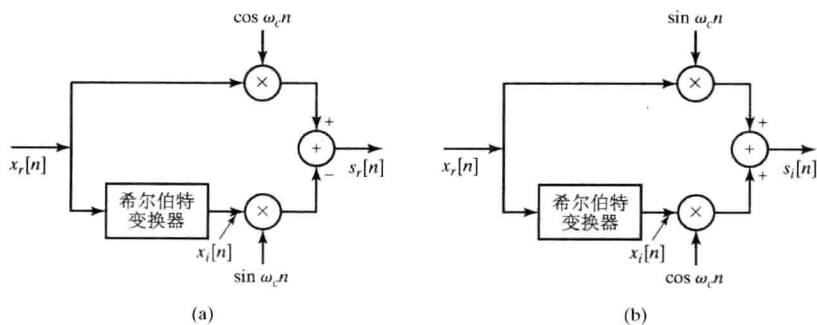 cos ω_c n
×
+
+
−
x_r[n]
s_r[n]
希尔伯特
变换器
×
x_i[n]
sin ω_c n
(a)
sin ω_c n
×
+
+
+
x_r[n]
s_i[n]
希尔伯特
变换器
×
x_i[n]
cos ω_c n
(b)